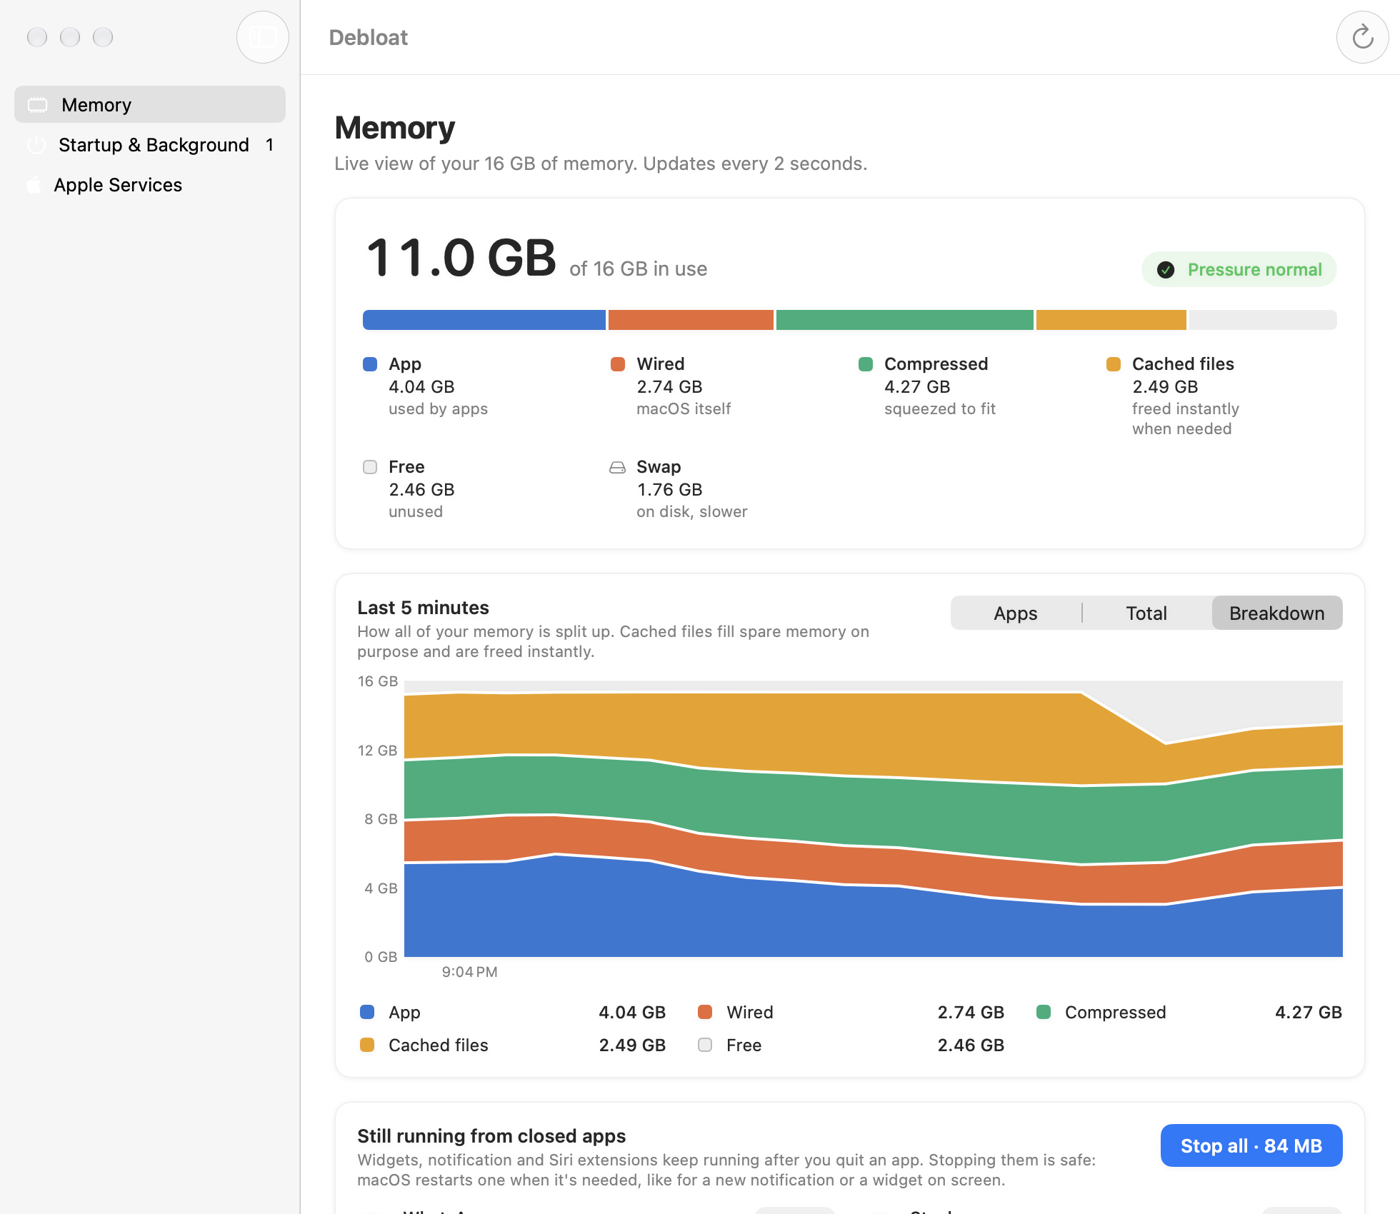 Debloat
Memory
Startup & Background 1
Apple Services
Memory
Live view of your 16 GB of memory. Updates every 2 seconds.
11.0 GB of 16 GB in use
Pressure normal
App
4.04 GB
used by apps
Wired
2.74 GB
macOS itself
Compressed
4.27 GB
squeezed to fit
Cached files
2.49 GB
freed instantly
when needed
Free
2.46 GB
unused
Swap
1.76 GB
on disk, slower
Last 5 minutes
How all of your memory is split up. Cached files fill spare memory on
purpose and are freed instantly.
Apps
Total
Breakdown
16 GB
12 GB
8 GB
4 GB
0 GB
9:04 PM
App 4.04 GB
Wired 2.74 GB
Compressed 4.27 GB
Cached files 2.49 GB
Free 2.46 GB
Still running from closed apps
Widgets, notification and Siri extensions keep running after you quit an app. Stopping them is safe:
macOS restarts one when it's needed, like for a new notification or a widget on screen.
Stop all · 84 MB